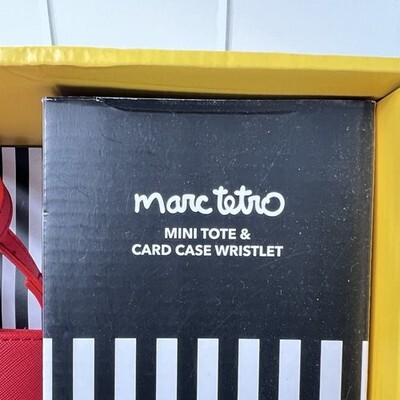 marc tetro
MINI TOTE &
CARD CASE WRISTLET